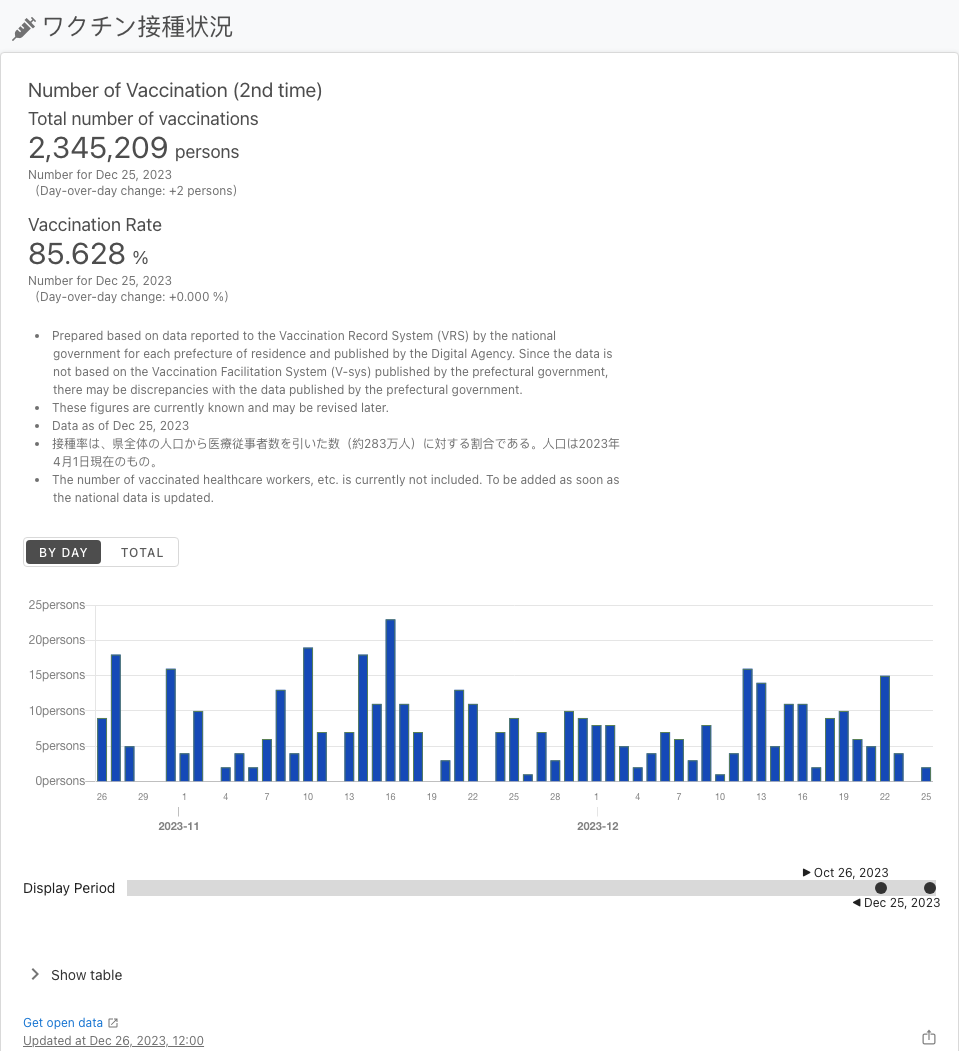 ワクチン接種状況
Number of Vaccination (2nd time)
Total number of vaccinations
2,345,209 persons
Number for Dec 25, 2023
(Day-over-day change: +2 persons)
Vaccination Rate
85.628 %
Number for Dec 25, 2023
(Day-over-day change: +0.000 %)
• Prepared based on data reported to the Vaccination Record System (VRS) by the national
government for each prefecture of residence and published by the Digital Agency. Since the data is
not based on the Vaccination Facilitation System (V-sys) published by the prefectural government,
there may be discrepancies with the data published by the prefectural government.
• These figures are currently known and may be revised later.
• Data as of Dec 25, 2023
• 接種率は、県全体の人口から医療従事者数を引いた数（約283万人）に対する割合である。人口は2023年
4月1日現在のもの。
• The number of vaccinated healthcare workers, etc. is currently not included. To be added as soon as
the national data is updated.
BY DAY TOTAL
25persons
20persons
15persons
10persons
5persons
0persons
26 29 1 4 7 10 13 16 19 22 25 28 1 4 7 10 13 16 19 22 25
2023-11 2023-12
Oct 26, 2023
Display Period
Dec 25, 2023
Show table
Get open data
Updated at Dec 26, 2023, 12:00